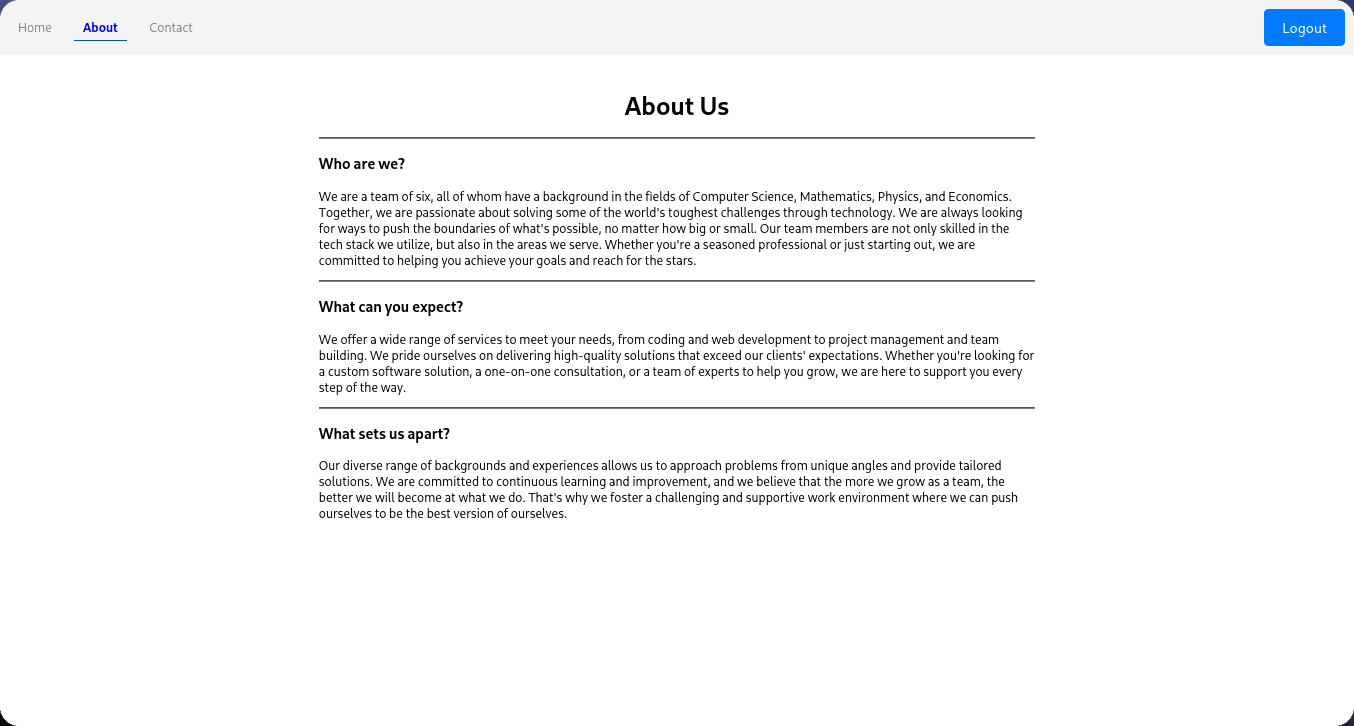 Home About Contact Logout
About Us
Who are we?
We are a team of six, all of whom have a background in the fields of Computer Science, Mathematics, Physics, and Economics.
Together, we are passionate about solving some of the world's toughest challenges through technology. We are always looking
for ways to push the boundaries of what's possible, no matter how big or small. Our team members are not only skilled in the
tech stack we utilize, but also in the areas we serve. Whether you're a seasoned professional or just starting out, we are
committed to helping you achieve your goals and reach for the stars.
What can you expect?
We offer a wide range of services to meet your needs, from coding and web development to project management and team
building. We pride ourselves on delivering high-quality solutions that exceed our clients' expectations. Whether you're looking for
a custom software solution, a one-on-one consultation, or a team of experts to help you grow, we are here to support you every
step of the way.
What sets us apart?
Our diverse range of backgrounds and experiences allows us to approach problems from unique angles and provide tailored
solutions. We are committed to continuous learning and improvement, and we believe that the more we grow as a team, the
better we will become at what we do. That's why we foster a challenging and supportive work environment where we can push
ourselves to be the best version of ourselves.